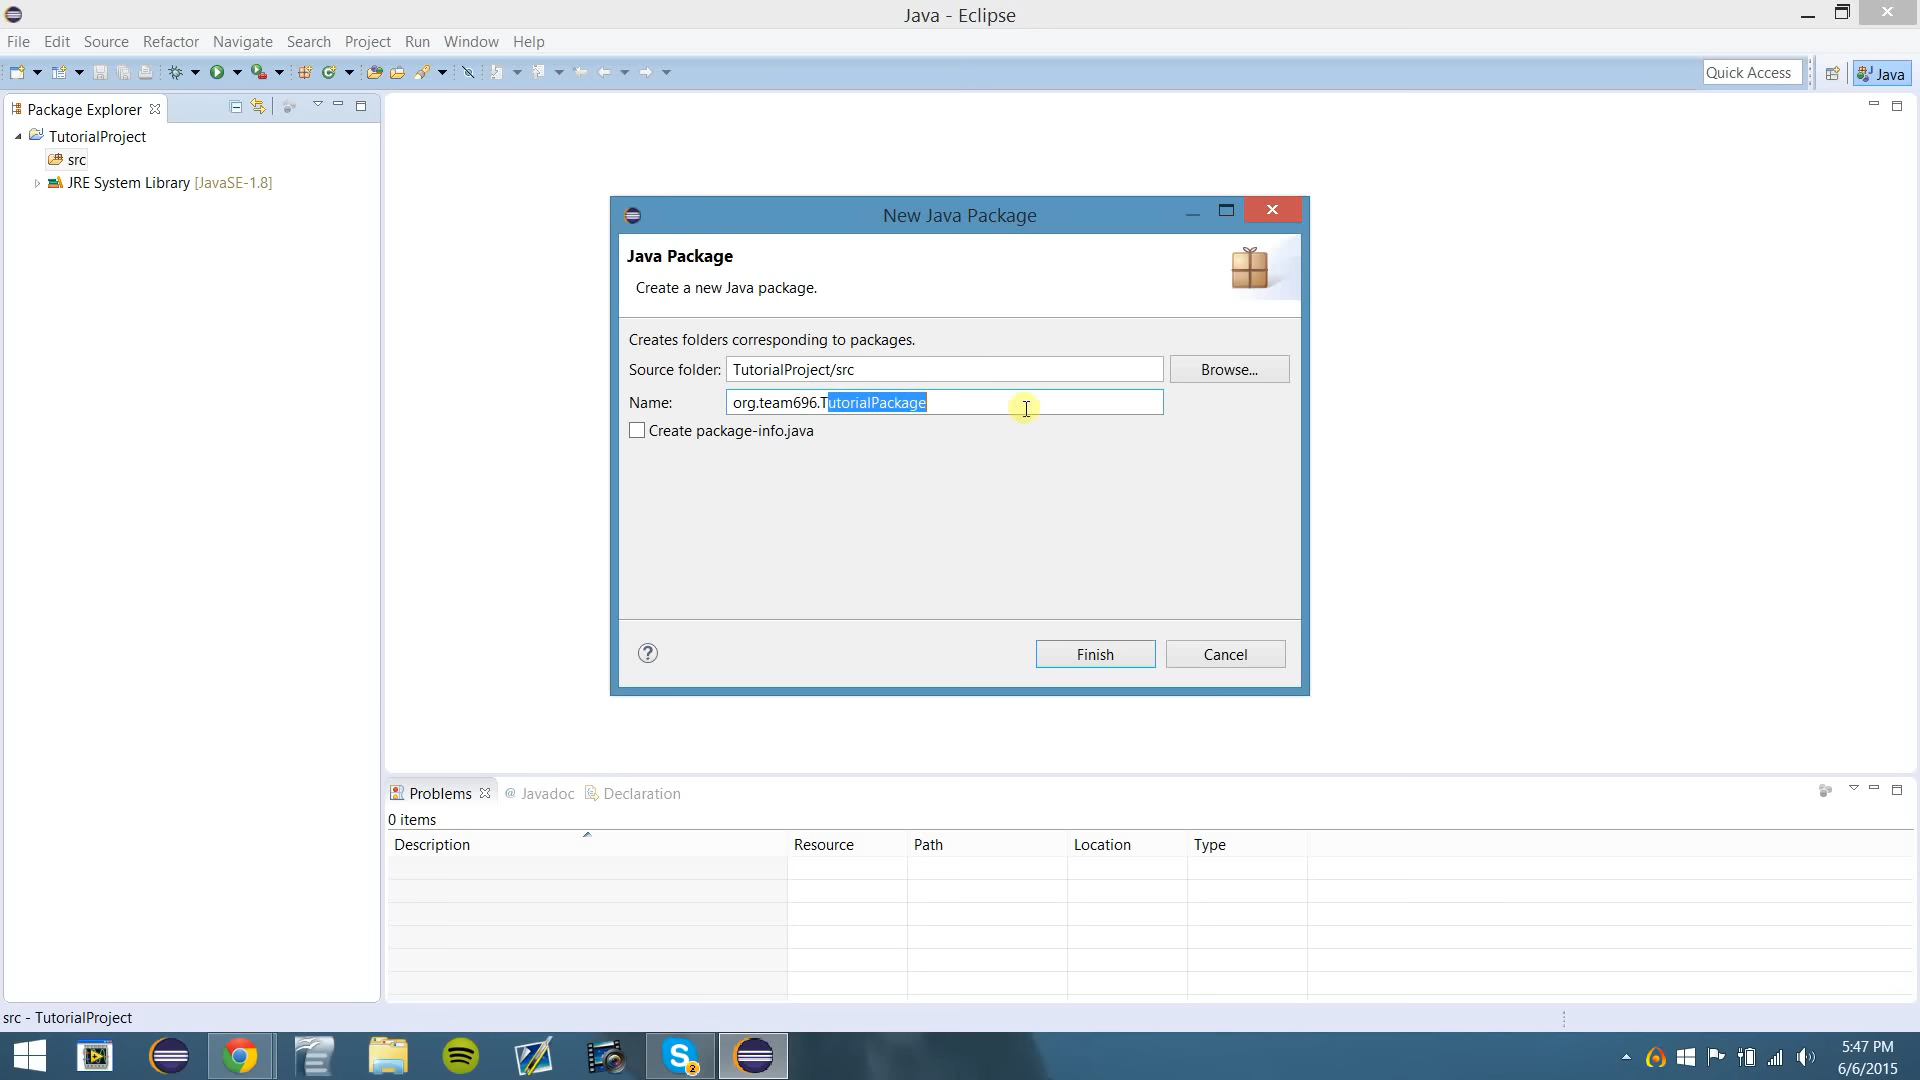 Java - Eclipse
File Edit Source Refactor Navigate Search Project Run Window Help
Quick Access
Java
Package Explorer
TutorialProject
src
JRE System Library [JavaSE-1.8]
New Java Package
Java Package
Create a new Java package.
Creates folders corresponding to packages.
Source folder: TutorialProject/src Browse...
Name: org.team696.TutorialPackage
Create package-info.java
?
Finish Cancel
Problems @ Javadoc Declaration
0 items
Description Resource Path Location Type
src - TutorialProject
2
5:47 PM
6/6/2015